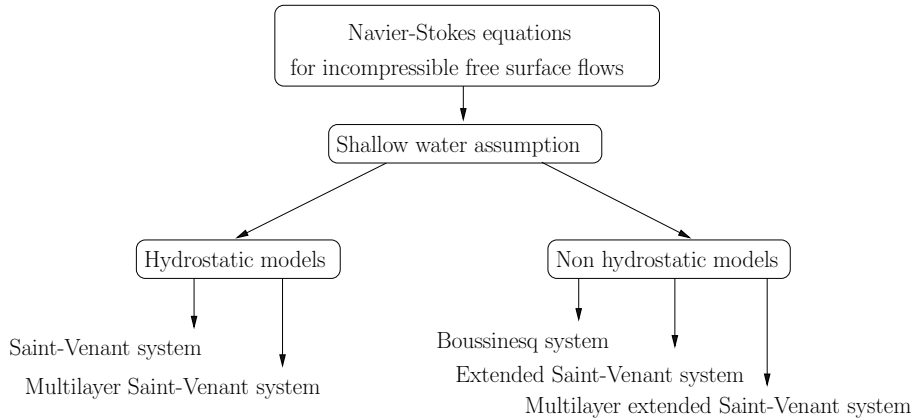 Navier-Stokes equations
for incompressible free surface flows
Shallow water assumption
Hydrostatic models
Non hydrostatic models
Saint-Venant system
Multilayer Saint-Venant system
Boussinesq system
Extended Saint-Venant system
Multilayer extended Saint-Venant system